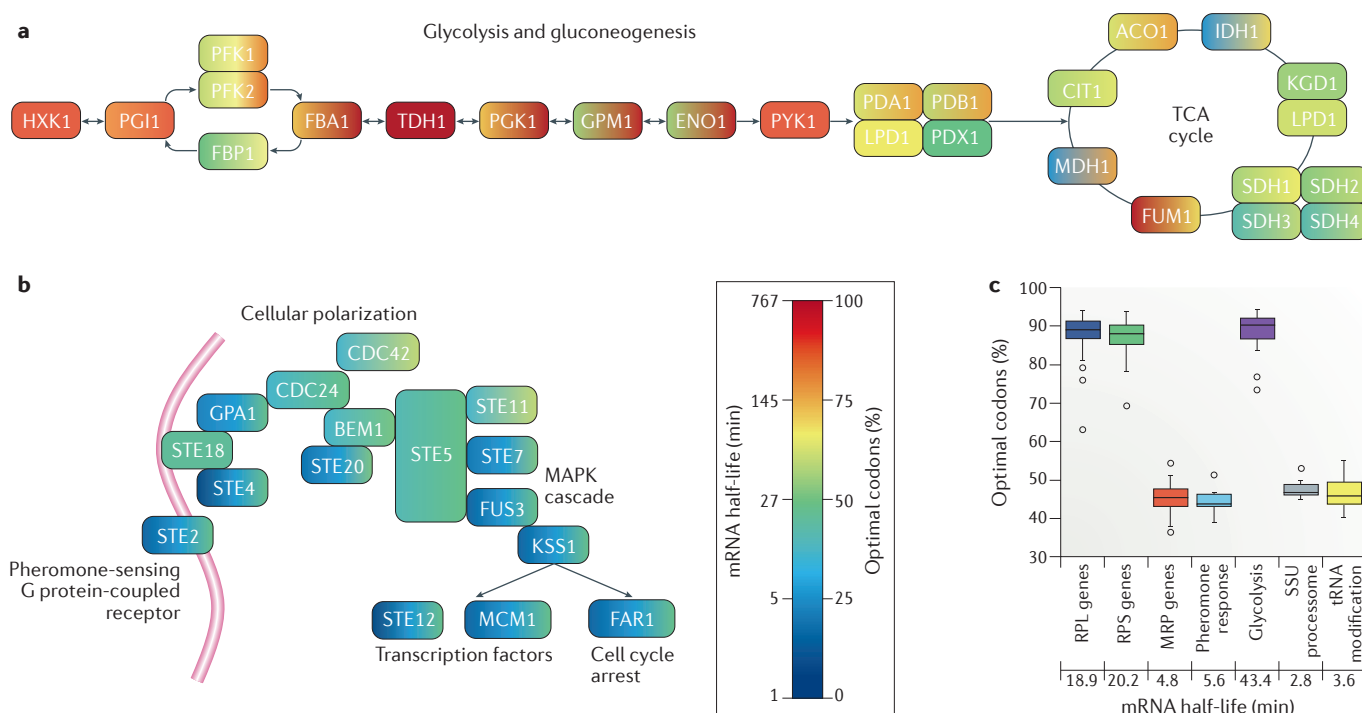 a
Glycolysis and gluconeogenesis
HXK1
PGI1
PFK1
PFK2
FBP1
FBA1
TDH1
PGK1
GPM1
ENO1
PYK1
PDA1
PDB1
LPD1
PDX1
TCA
cycle
CIT1
ACO1
IDH1
KGD1
LPD1
SDH1
SDH2
SDH3
SDH4
FUM1
MDH1
b
Cellular polarization
CDC42
CDC24
GPA1
BEM1
STE18
STE20
STE4
STE2
STE5
STE11
STE7
FUS3
KSS1
MAPK
cascade
Pheromone-sensing
G protein-coupled
receptor
STE12
MCM1
FAR1
Transcription factors
Cell cycle
arrest
mRNA half-life (min)
767
145
27
5
1
Optimal codons (%)
100
75
50
25
0
c
Optimal codons (%)
100
90
80
70
60
50
40
30
RPL genes
RPS genes
MRP genes
Pheromone
response
Glycolysis
SSU
processome
tRNA
modification
18.9 20.2 4.8 5.6 43.4 2.8 3.6
mRNA half-life (min)